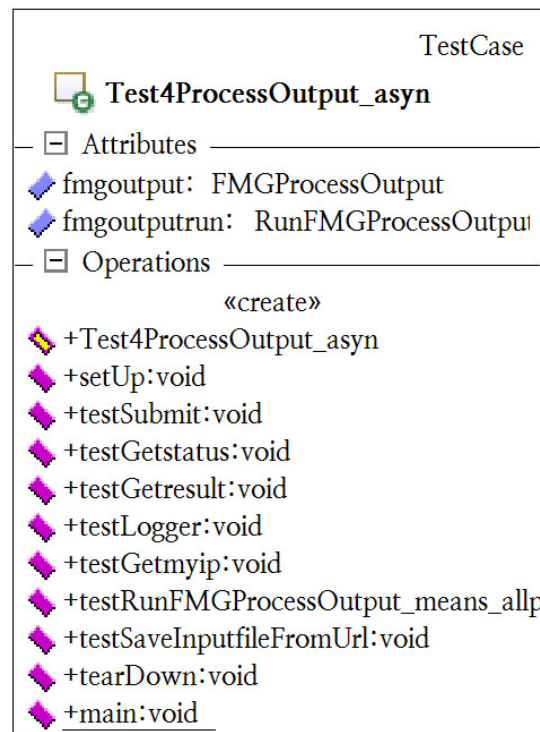 TestCase
Test4ProcessOutput_asyn
Attributes
fmgoutput: FMGProcessOutput
fmgoutputrun: RunFMGProcessOutput
Operations
«create»
+Test4ProcessOutput_asyn
+setUp:void
+testSubmit:void
+testGetstatus:void
+testGetresult:void
+testLogger:void
+testGetmyip:void
+testRunFMGProcessOutput_means_allp
+testSaveInputfileFromUrl:void
+tearDown:void
+main:void